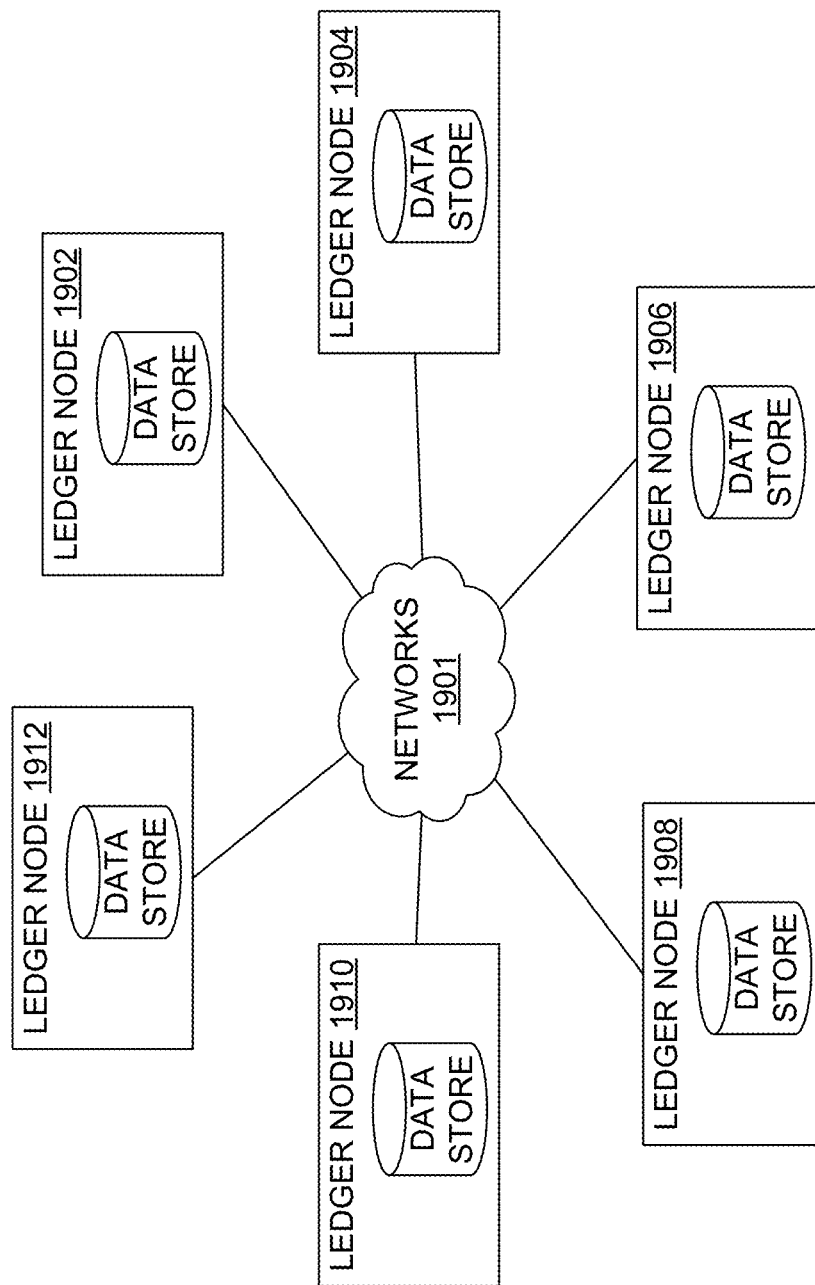 LEDGER NODE 1912
DATA
STORE
LEDGER NODE 1902
DATA
STORE
LEDGER NODE 1910
DATA
STORE
NETWORKS
1901
LEDGER NODE 1904
DATA
STORE
LEDGER NODE 1908
DATA
STORE
LEDGER NODE 1906
DATA
STORE